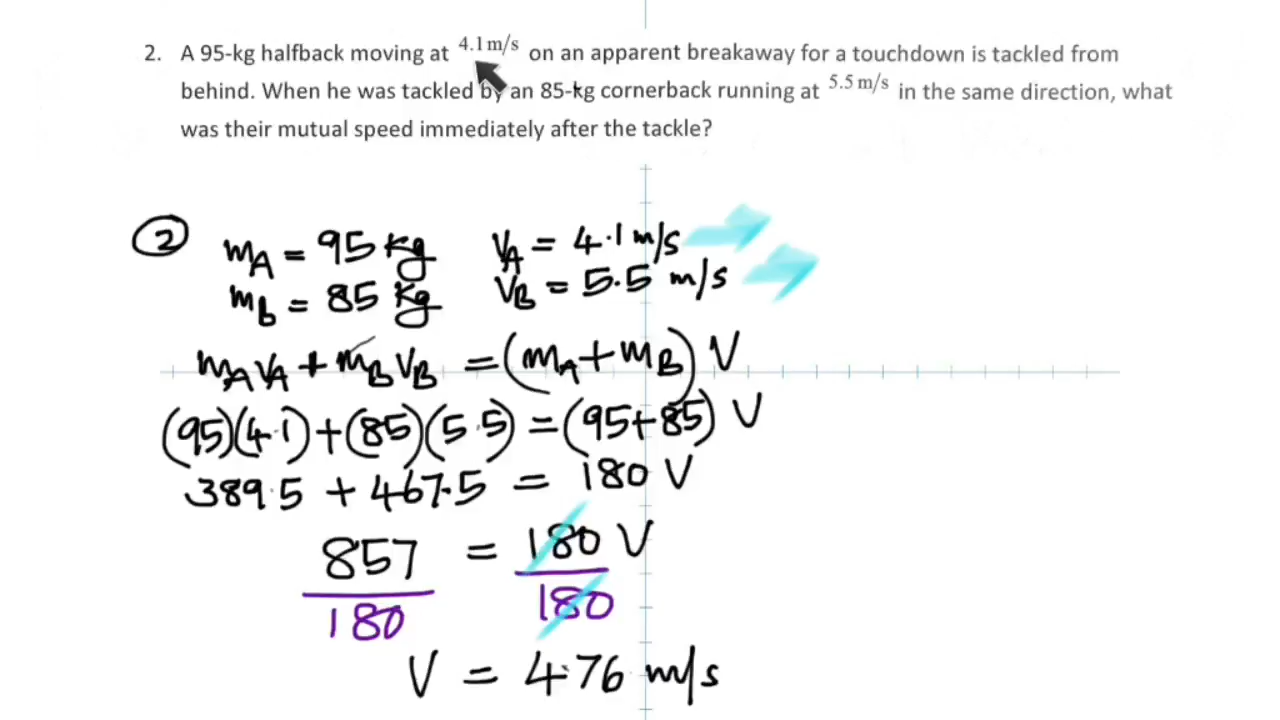 2. A 95-kg halfback moving at 4.1 m/s on an apparent breakaway for a touchdown is tackled from
behind. When he was tackled by an 85-kg cornerback running at 5.5 m/s in the same direction, what
was their mutual speed immediately after the tackle?
② mA = 95 kg VA = 4.1 m/s
mb = 85 kg VB = 5.5 m/s
mAVA + mBVB = (mA + mB) V
(95)(4.1) + (85)(5.5) = (95+85) V
389.5 + 467.5 = 180 V
857 = 180 V
180 180
V = 4.76 m/s